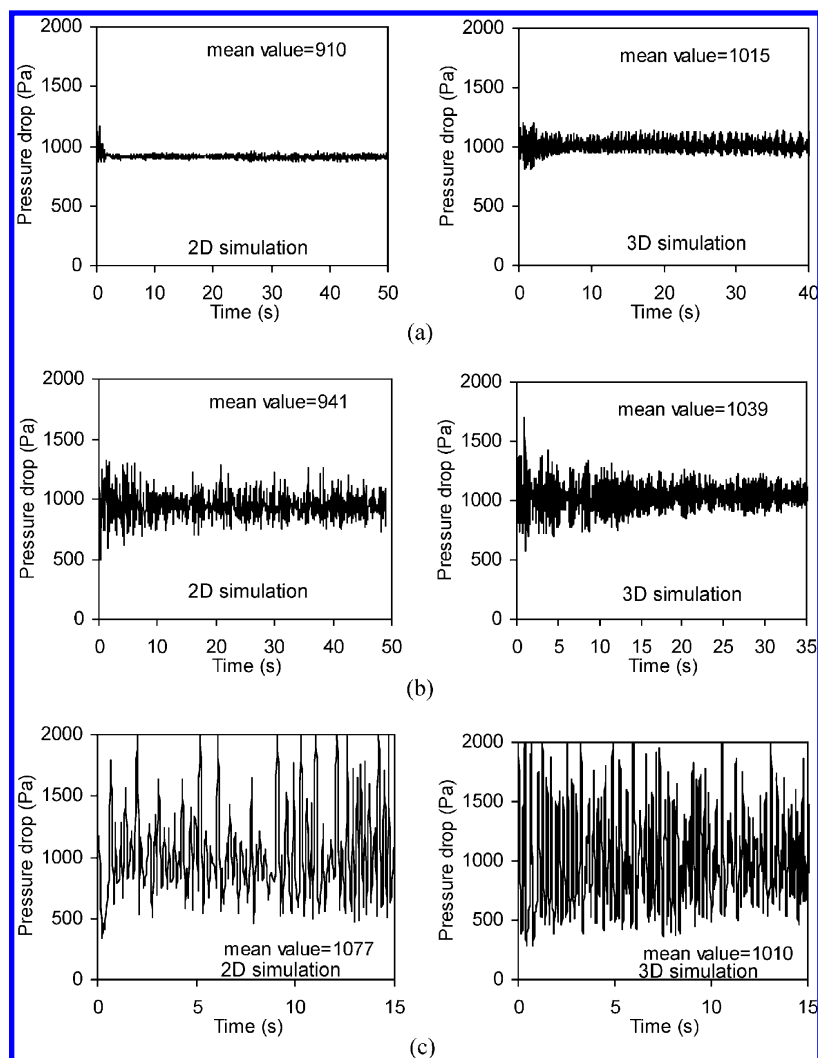 mean value=910
Pressure drop (Pa)
2000
1500
1000
500
0
2D simulation
0 10 20 30 40 50
Time (s)
mean value=1015
Pressure drop (Pa)
2000
1500
1000
500
0
3D simulation
0 10 20 30 40
Time (s)
(a)
mean value=941
Pressure drop (Pa)
2000
1500
1000
500
0
2D simulation
0 10 20 30 40 50
Time (s)
mean value=1039
Pressure drop (Pa)
2000
1500
1000
500
0
3D simulation
0 5 10 15 20 25 30 35
Time (s)
(b)
Pressure drop (Pa)
2000
1500
1000
500
0
mean value=1077
2D simulation
0 5 10 15
Time (s)
Pressure drop (Pa)
2000
1500
1000
500
0
mean value=1010
3D simulation
0 5 10 15
Time (s)
(c)